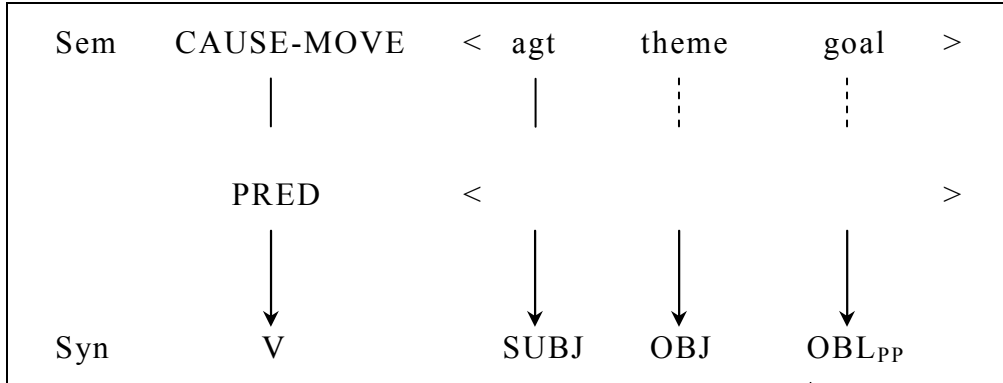 Sem CAUSE-MOVE < agt theme goal >
PRED < >
Syn V SUBJ OBJ OBL_PP